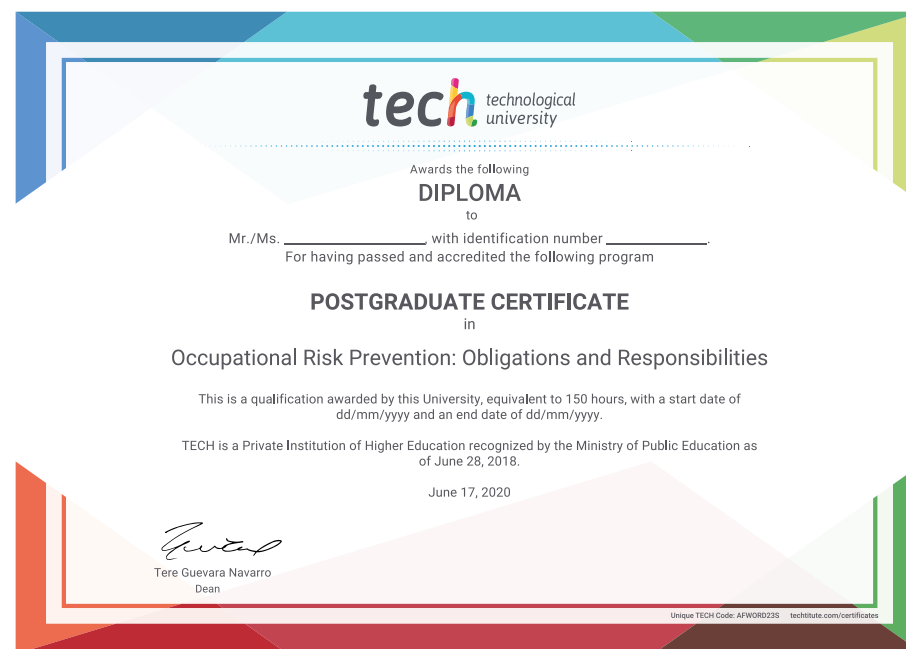 tech technological
university
Awards the following
DIPLOMA
to
Mr./Ms. ____________, with identification number ____________.
For having passed and accredited the following program
POSTGRADUATE CERTIFICATE
in
Occupational Risk Prevention: Obligations and Responsibilities
This is a qualification awarded by this University, equivalent to 150 hours, with a start date of
dd/mm/yyyy and an end date of dd/mm/yyyy.
TECH is a Private Institution of Higher Education recognized by the Ministry of Public Education as
of June 28, 2018.
June 17, 2020
Tere Guevara Navarro
Dean
Unique TECH Code: AFWORD23S techtitute.com/certificates